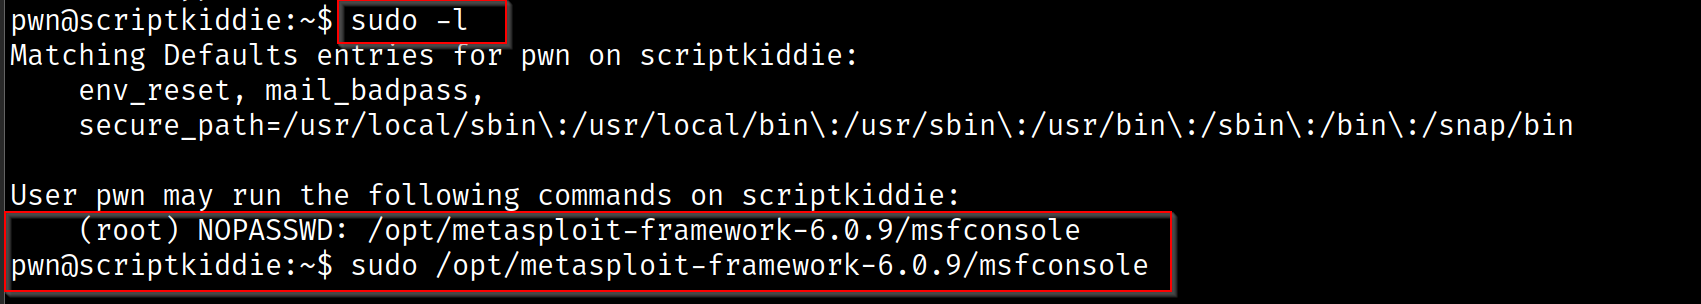 pwn@scriptkiddie:~$ sudo -l
Matching Defaults entries for pwn on scriptkiddie:
    env_reset, mail_badpass,
    secure_path=/usr/local/sbin\:/usr/local/bin\:/usr/sbin\:/usr/bin\:/sbin\:/bin\:/snap/bin

User pwn may run the following commands on scriptkiddie:
    (root) NOPASSWD: /opt/metasploit-framework-6.0.9/msfconsole
pwn@scriptkiddie:~$ sudo /opt/metasploit-framework-6.0.9/msfconsole